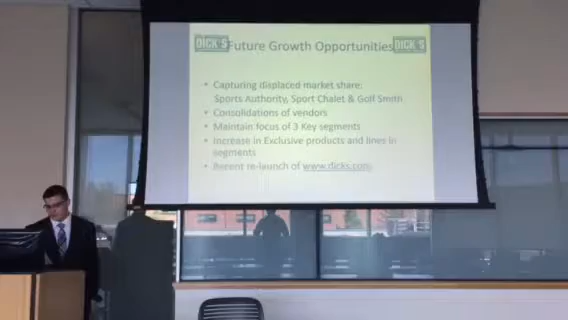 DICK'S Future Growth Opportunities DICK'S
• Capturing displaced market share:
Sports Authority, Sport Chalet & Golf Smith
• Consolidations of vendors
• Maintain focus of 3 Key segments
• Increase in Exclusive products and lines in
segments
• Recent re-launch of www.dicks.com